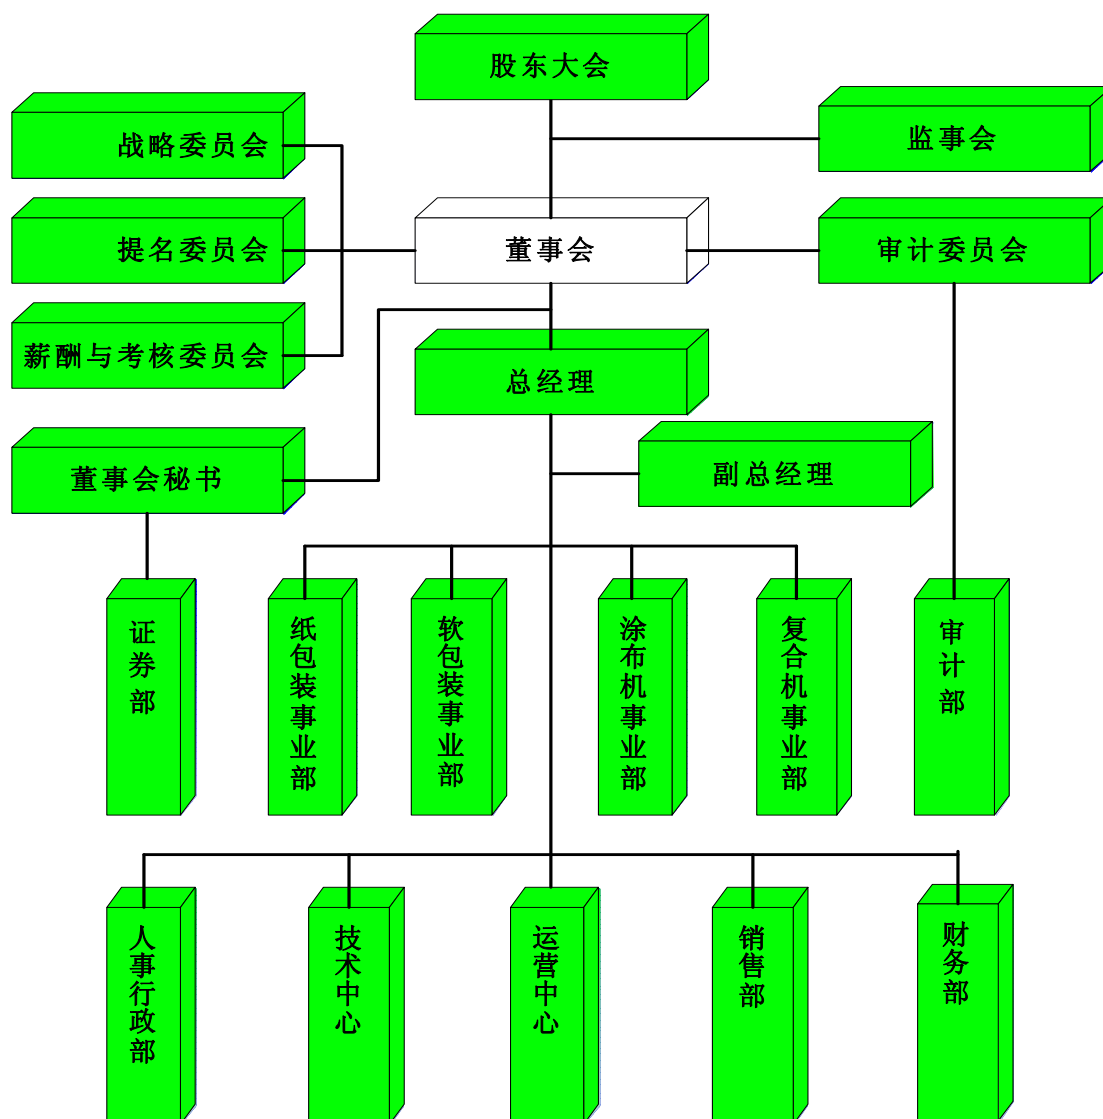 股东大会
战略委员会
监事会
提名委员会
董事会
审计委员会
薪酬与考核委员会
总经理
董事会秘书
副总经理
证券部
纸包装事业部
软包装事业部
涂布机事业部
复合机事业部
审计部
人事行政部
技术中心
运营中心
销售部
财务部